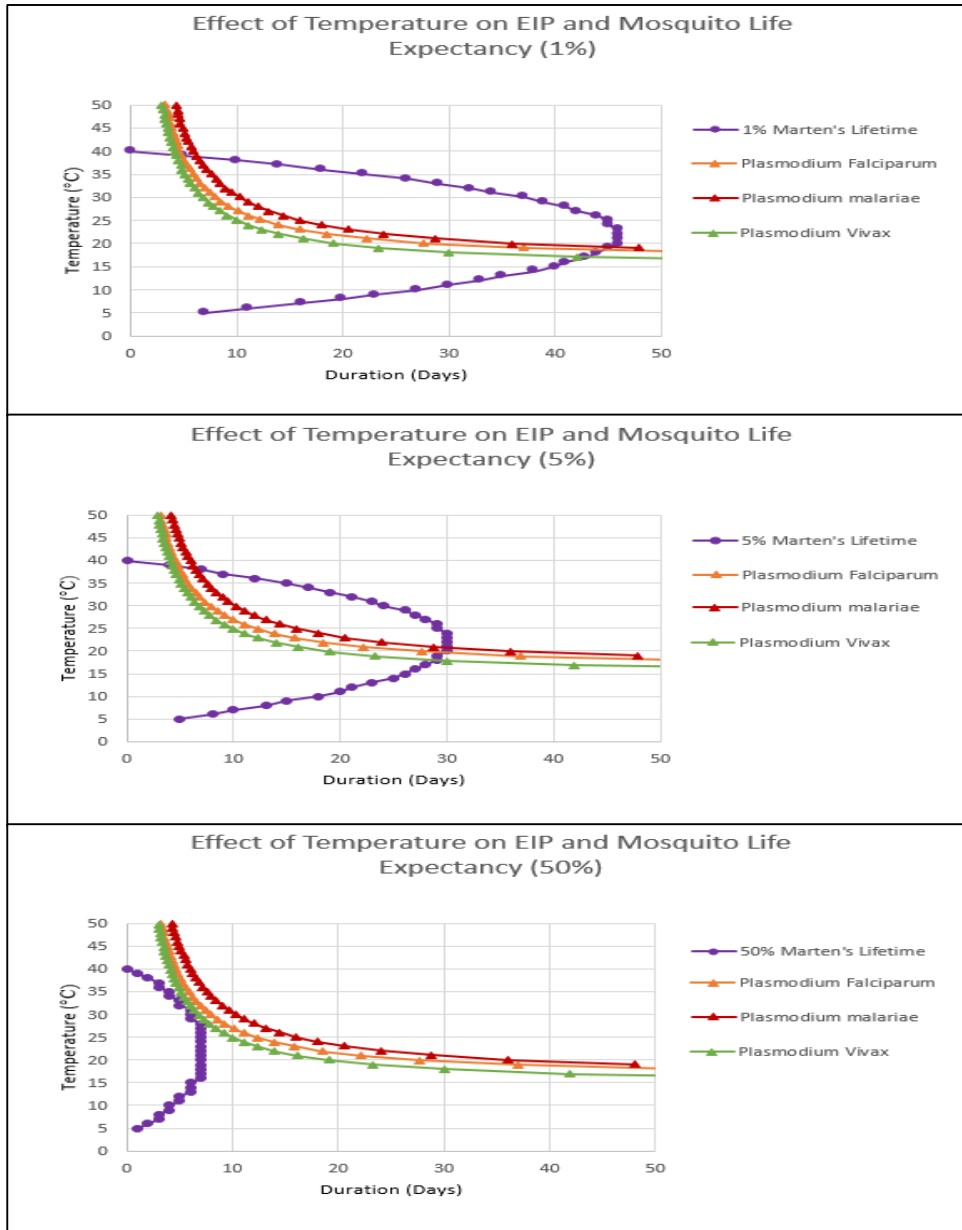 Effect of Temperature on EIP and Mosquito Life
Expectancy (1%)
50
45
40
35
30
25
20
15
10
5
0
Temperature (°C)
0 10 20 30 40 50
Duration (Days)
1% Marten's Lifetime
Plasmodium Falciparum
Plasmodium malariae
Plasmodium Vivax
Effect of Temperature on EIP and Mosquito Life
Expectancy (5%)
50
45
40
35
30
25
20
15
10
5
0
Temperature (°C)
0 10 20 30 40 50
Duration (Days)
5% Marten's Lifetime
Plasmodium Falciparum
Plasmodium malariae
Plasmodium Vivax
Effect of Temperature on EIP and Mosquito Life
Expectancy (50%)
50
45
40
35
30
25
20
15
10
5
0
Temperature (°C)
0 10 20 30 40 50
Duration (Days)
50% Marten's Lifetime
Plasmodium Falciparum
Plasmodium malariae
Plasmodium Vivax